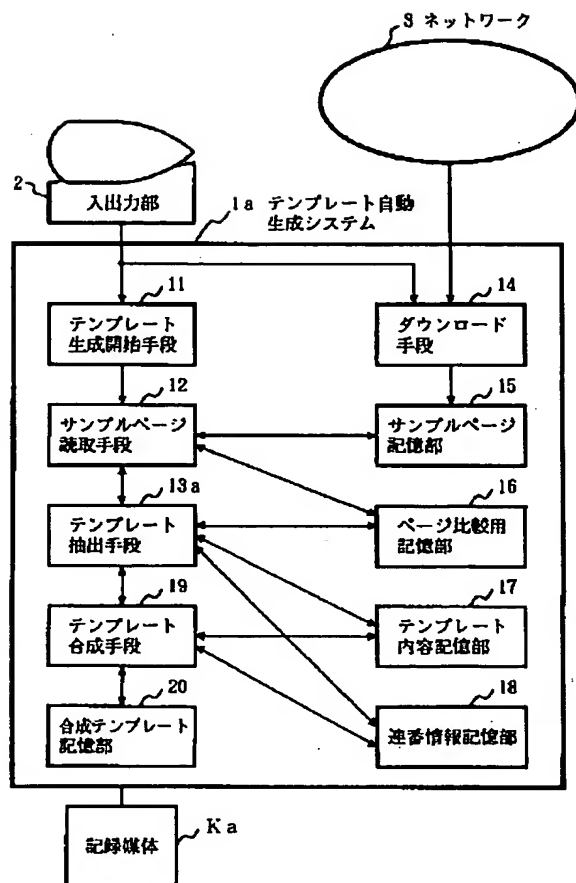 3 ネットワーク
2
入出力部
1a テンプレート自動
生成システム
11
テンプレート
生成開始手段
14
ダウンロード
手段
12
サンプルページ
読取手段
15
サンプルページ
記憶部
13a
テンプレート
抽出手段
16
ページ比較用
記憶部
19
テンプレート
合成手段
17
テンプレート
内容記憶部
20
合成テンプレート
記憶部
18
連番情報記憶部
記録媒体
Ka